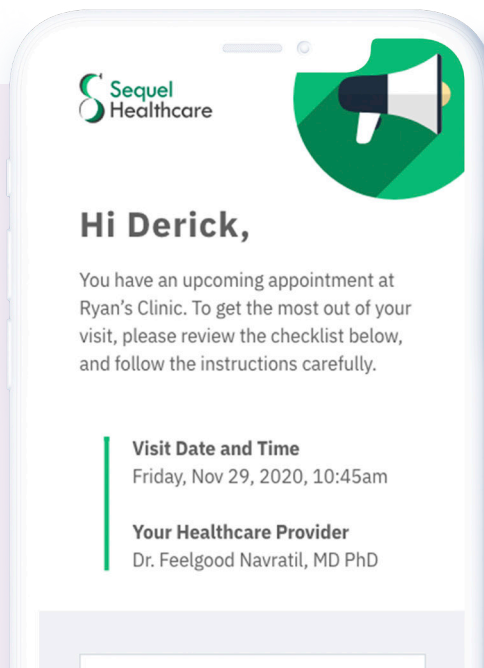 Sequel
Healthcare
Hi Derick,
You have an upcoming appointment at
Ryan’s Clinic. To get the most out of your
visit, please review the checklist below,
and follow the instructions carefully.
Visit Date and Time
Friday, Nov 29, 2020, 10:45am
Your Healthcare Provider
Dr. Feelgood Navratil, MD PhD